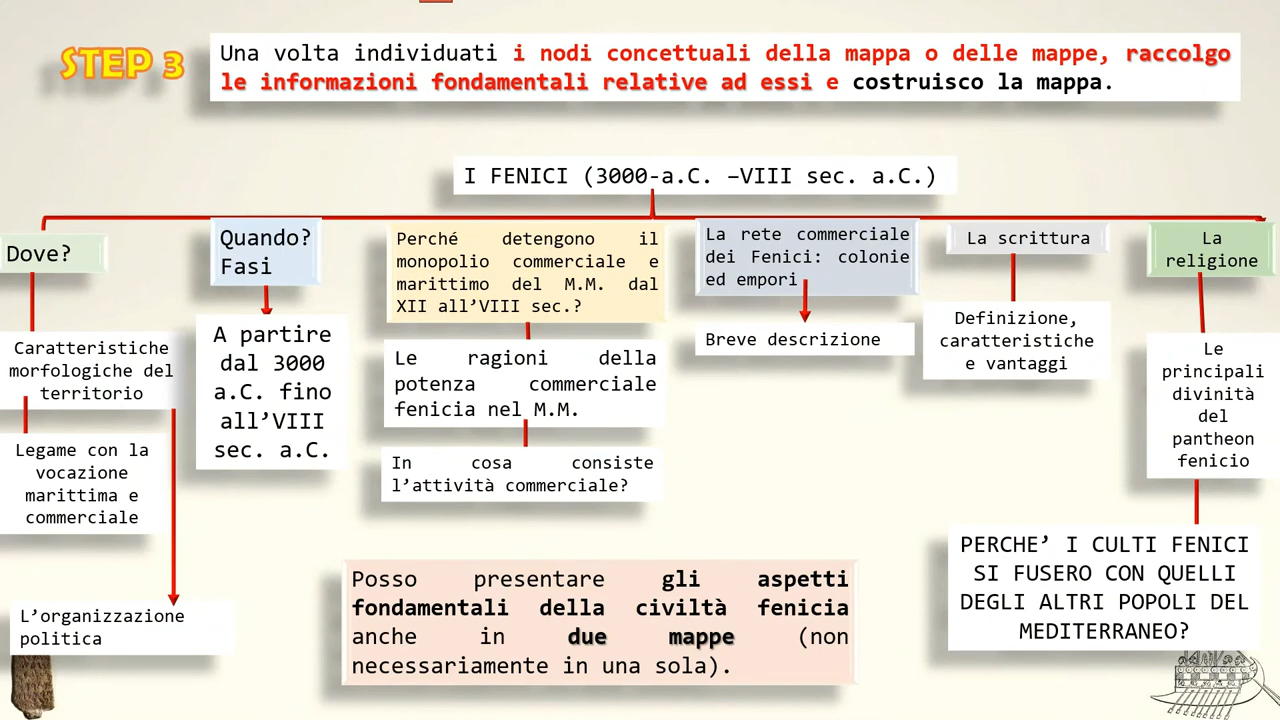 STEP 3
Una volta individuati i nodi concettuali della mappa o delle mappe, raccolgo
le informazioni fondamentali relative ad essi e costruisco la mappa.
I FENICI (3000-a.C. –VIII sec. a.C.)
Dove?
Caratteristiche
morfologiche del
territorio
Legame con la
vocazione
marittima e
commerciale
L’organizzazione
politica
Quando?
Fasi
A partire
dal 3000
a.C. fino
all’VIII
sec. a.C.
Perché detengono il
monopolio commerciale e
marittimo del M.M. dal
XII all’VIII sec.?
Le ragioni della
potenza commerciale
fenicia nel M.M.
In cosa consiste
l’attività commerciale?
La rete commerciale
dei Fenici: colonie
ed empori
Breve descrizione
La scrittura
Definizione,
caratteristiche
e vantaggi
La
religione
Le
principali
divinità
del
pantheon
fenicio
PERCHE’ I CULTI FENICI
SI FUSERO CON QUELLI
DEGLI ALTRI POPOLI DEL
MEDITERRANEO?
Posso presentare gli aspetti
fondamentali della civiltà fenicia
anche in due mappe (non
necessariamente in una sola).